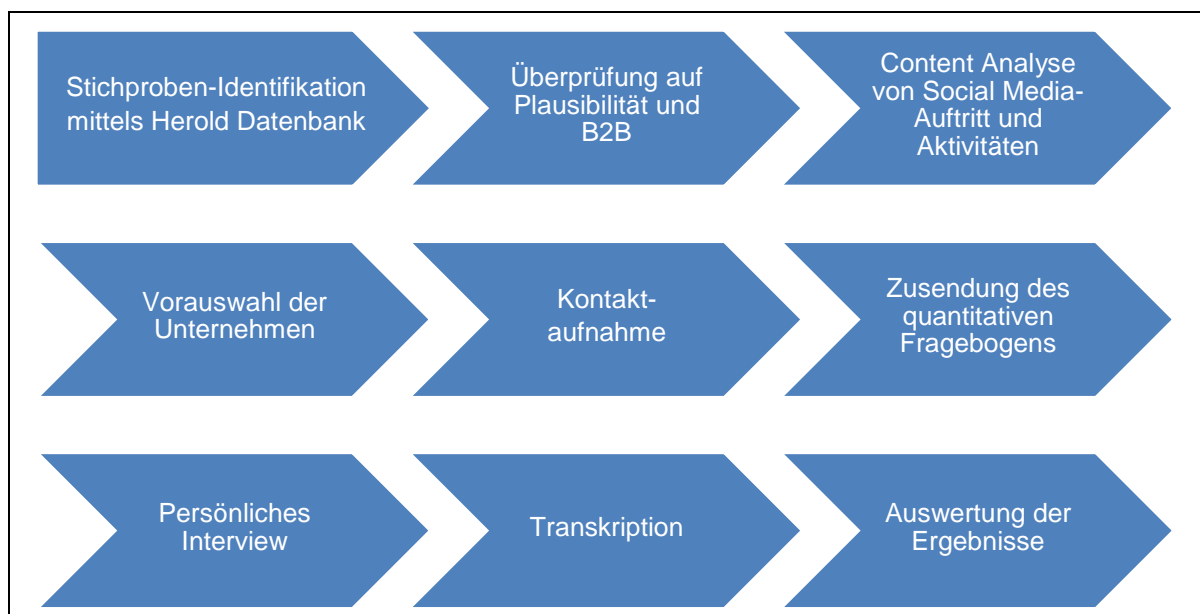 Stichproben-Identifikation
mittels Herold Datenbank
Überprüfung auf
Plausibilität und
B2B
Content Analyse
von Social Media-
Auftritt und
Aktivitäten
Vorauswahl der
Unternehmen
Kontakt-
aufnahme
Zusendung des
quantitativen
Fragebogens
Persönliches
Interview
Transkription
Auswertung der
Ergebnisse